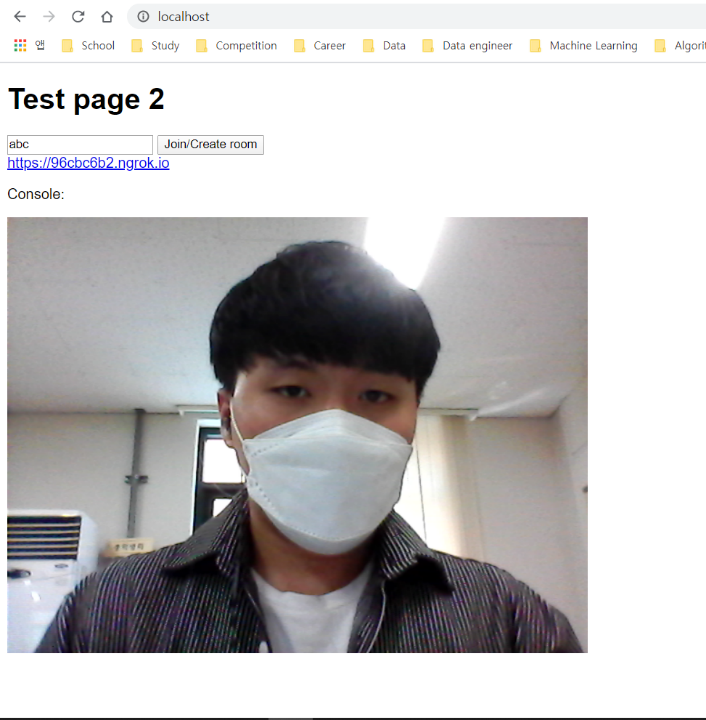 localhost
앱 School Study Competition Career Data Data engineer Machine Learning Algorit
Test page 2
abc Join/Create room
https://96cbc6b2.ngrok.io
Console: